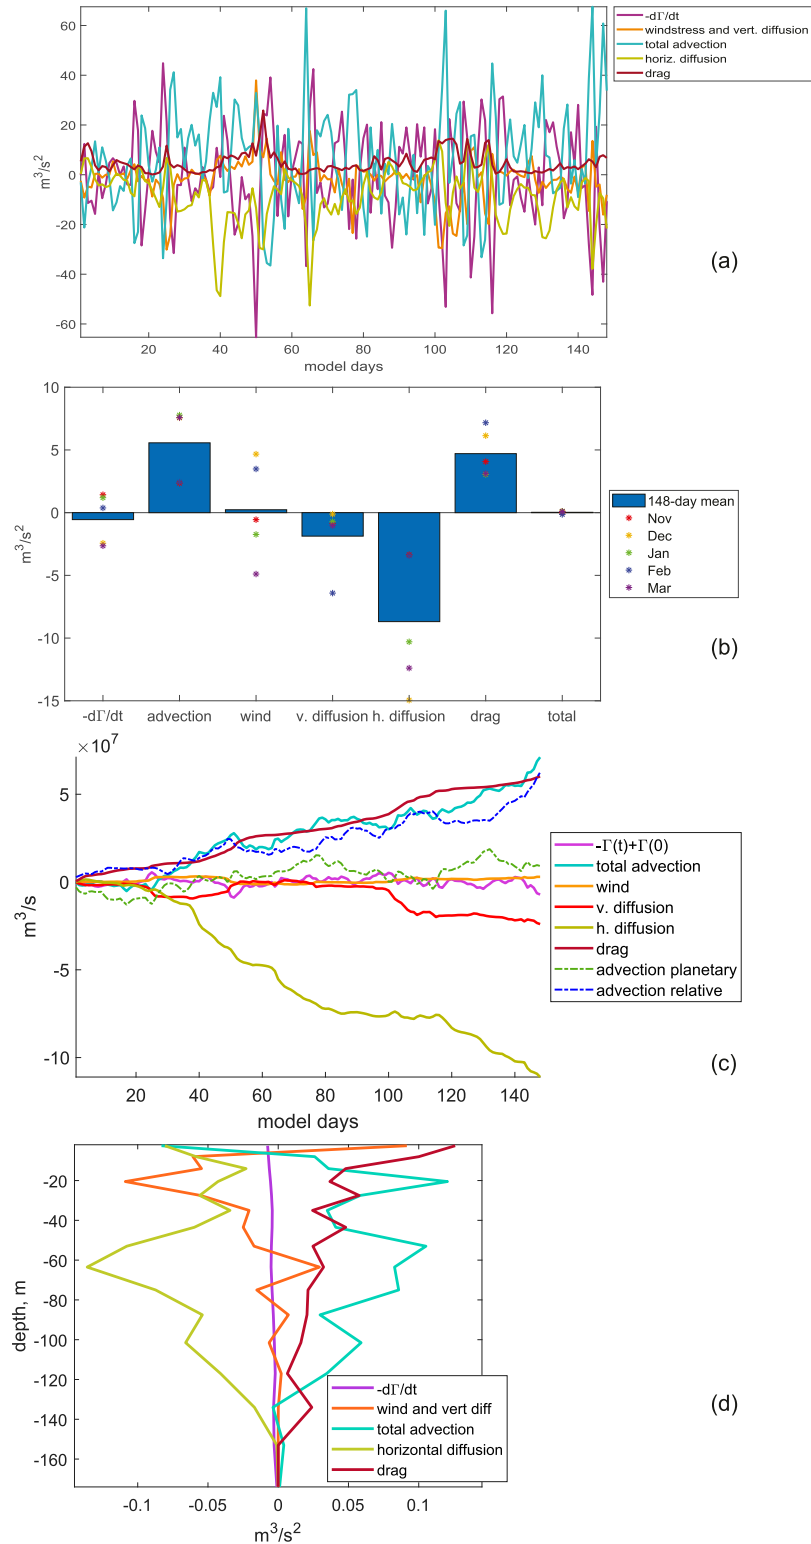 60
40
20
0
-20
-40
-60
m³/s²
20 40 60 80 100 120 140
model days
-dΓ/dt
windstress and vert. diffusion
total advection
horiz. diffusion
drag
(a)
10
5
0
-5
-10
-15
m³/s²
-dΓ/dt advection wind v. diffusion h. diffusion drag total
148-day mean
Nov
Dec
Jan
Feb
Mar
(b)
×10⁷
5
0
-5
-10
m³/s
20 40 60 80 100 120 140
model days
-Γ(t)+Γ(0)
total advection
wind
v. diffusion
h. diffusion
drag
advection planetary
advection relative
(c)
-20
-40
-60
-80
-100
-120
-140
-160
depth, m
-0.1 -0.05 0 0.05 0.1
m³/s²
-dΓ/dt
wind and vert diff
total advection
horizontal diffusion
drag
(d)